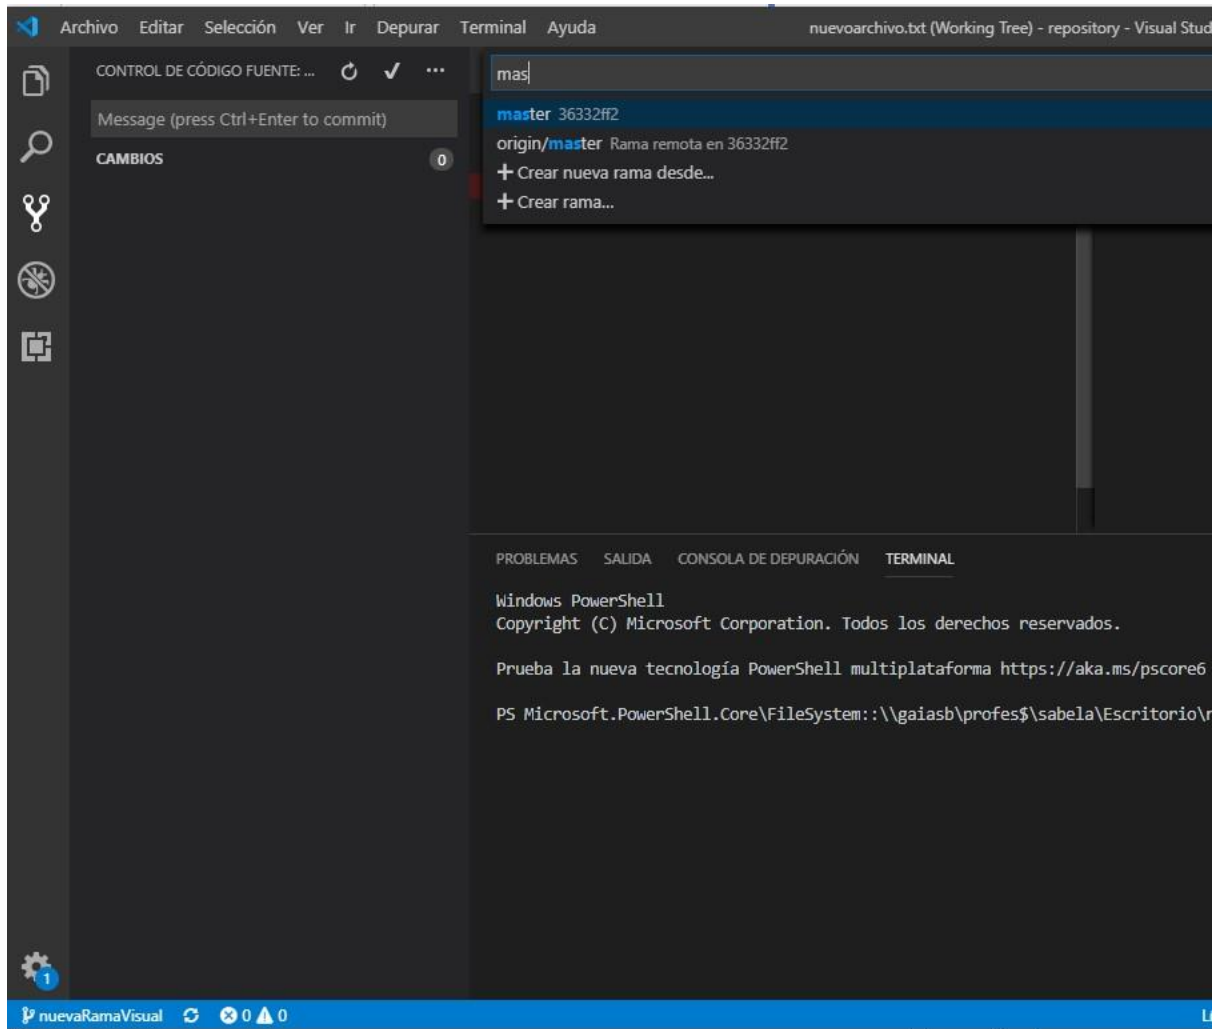 Archivo Editar Selección Ver Ir Depurar Terminal Ayuda nuevoarchivo.txt (Working Tree) - repository - Visual Stud
CONTROL DE CÓDIGO FUENTE: ...
Message (press Ctrl+Enter to commit)
CAMBIOS 0
mas
master 36332ff2
origin/master Rama remota en 36332ff2
+ Crear nueva rama desde...
+ Crear rama...
PROBLEMAS SALIDA CONSOLA DE DEPURACIÓN TERMINAL
Windows PowerShell
Copyright (C) Microsoft Corporation. Todos los derechos reservados.
Prueba la nueva tecnología PowerShell multiplataforma https://aka.ms/pscore6
PS Microsoft.PowerShell.Core\FileSystem::\\gaiasb\profes$\sabela\Escritorio\
1
nuevaRamaVisual 0 0